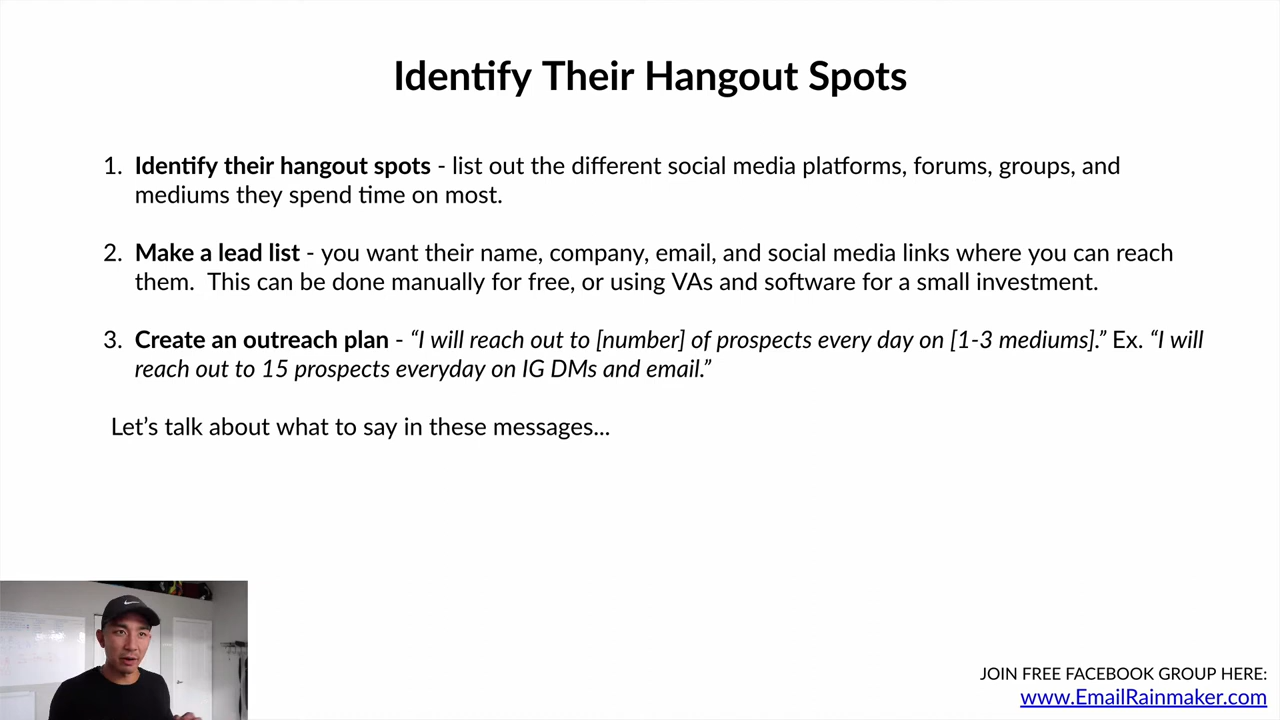 Identify Their Hangout Spots
1. Identify their hangout spots - list out the different social media platforms, forums, groups, and
mediums they spend time on most.
2. Make a lead list - you want their name, company, email, and social media links where you can reach
them.  This can be done manually for free, or using VAs and software for a small investment.
3. Create an outreach plan - “I will reach out to [number] of prospects every day on [1-3 mediums].” Ex. “I will
reach out to 15 prospects everyday on IG DMs and email.”
Let’s talk about what to say in these messages...
JOIN FREE FACEBOOK GROUP HERE:
www.EmailRainmaker.com